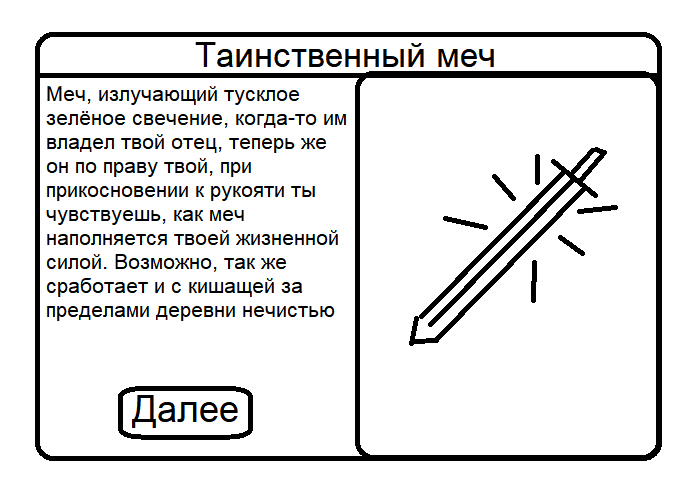 Таинственный меч
Меч, излучающий тусклое
зелёное свечение, когда-то им
владел твой отец, теперь же
он по праву твой, при
прикосновении к рукояти ты
чувствуешь, как меч
наполняется твоей жизненной
силой. Возможно, так же
сработает и с кишащей за
пределами деревни нечистью
Далее